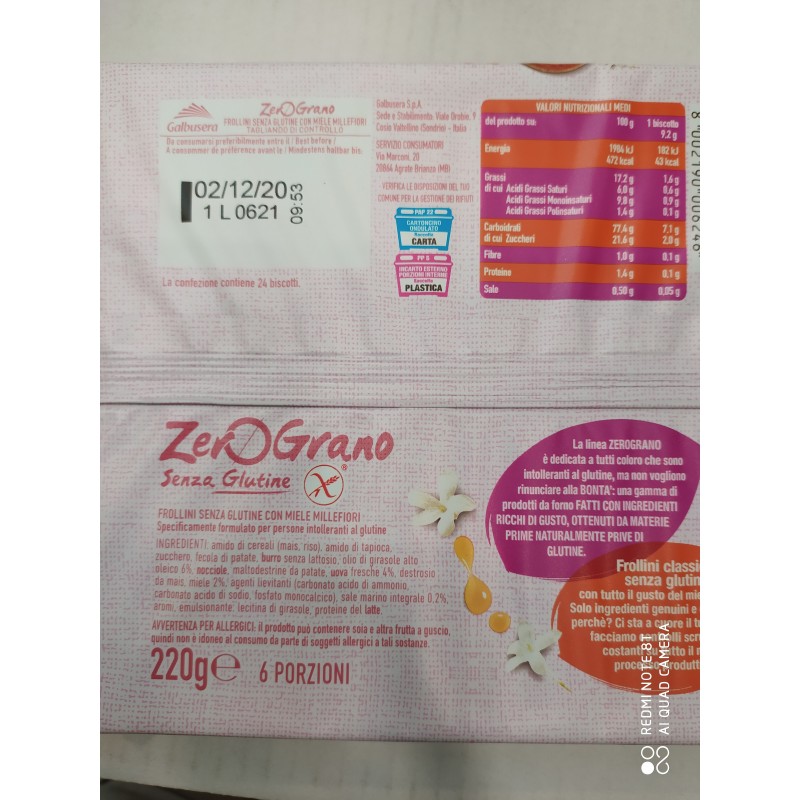 Galbusera
ZerOGrano
FROLLINI SENZA GLUTINE CON MIELE MILLEFIORI
TAGLIANDO DI CONTROLLO
Da consumarsi preferibilmente entro il / Best before /
A consommer de préférence avant le / Mindestens haltbar bis:
02/12/20
09:53
1 L 0621
La confezione contiene 24 biscotti.
Galbusera S.p.A.
Sede e Stabilimento: Viale Orobie, 9
Cosio Valtellino (Sondrio) - Italia
SERVIZIO CONSUMATORI
Via Marconi, 20
20864 Agrate Brianza (MB)
VERIFICA LE DISPOSIZIONI DEL TUO
COMUNE PER LA GESTIONE DEI RIFIUTI
PAP 22
CARTONCINO
ONDULATO
Raccolta
CARTA
PP 5
INCARTO ESTERNO
PORZIONI INTERNE
Raccolta
PLASTICA
VALORI NUTRIZIONALI MEDI
del prodotto su: 100 g 1 biscotto
9,2 g
Energia 1984 kJ 182 kJ
472 kcal 43 kcal
Grassi 17,2 g 1,6 g
di cui Acidi Grassi Saturi 6,0 g 0,6 g
Acidi Grassi Monoinsaturi 9,8 g 0,9 g
Acidi Grassi Polinsaturi 1,4 g 0,1 g
Carboidrati 77,4 g 7,1 g
di cui Zuccheri 21,6 g 2,0 g
Fibre 1,0 g 0,1 g
Proteine 1,4 g 0,1 g
Sale 0,50 g 0,05 g
8 002190 006246
ZerOGrano
Senza Glutine
®
FROLLINI SENZA GLUTINE CON MIELE MILLEFIORI
Specificamente formulato per persone intolleranti al glutine
INGREDIENTI: amido di cereali (mais, riso), amido di tapioca,
zucchero, fecola di patate, burro senza lattosio, olio di girasole alto
oleico 6%, nocciole, maltodestrine da patate, uova fresche 4%, destrosio
da mais, miele 2%, agenti lievitanti (carbonato acido di ammonio,
carbonato acido di sodio, fosfato monocalcico), sale marino integrale 0,2%,
aromi, emulsionante: lecitina di girasole, proteine del latte.
AVVERTENZA PER ALLERGICI: il prodotto può contenere soia e altra frutta a guscio,
quindi non è idoneo al consumo da parte di soggetti allergici a tali sostanze.
220g e 6 PORZIONI
La linea ZEROGRANO
è dedicata a tutti coloro che sono
intolleranti al glutine, ma non vogliono
rinunciare alla BONTA': una gamma di
prodotti da forno FATTI CON INGREDIENTI
RICCHI DI GUSTO, OTTENUTI DA MATERIE
PRIME NATURALMENTE PRIVE DI
GLUTINE.
Frollini classi
senza glutin
con tutto il gusto del mie
Solo ingredienti genuini e
perchè? Ci sta a cuore il t
facciamo
costant
REDMI NOTE 8T
AI QUAD CAMERA